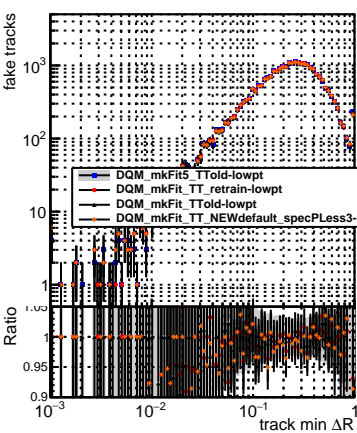 fake tracks
10³
10²
10
1
DQM_mkFit5_TTold-lowpt
DQM_mkFit_TT_retrain-lowpt
DQM_mkFit_TTold-lowpt
DQM_mkFit_TT_NEWdefault_specPLess3-
Ratio
1.05
1
0.95
0.9
10⁻³ 10⁻² 10⁻¹ 1
track min ΔR